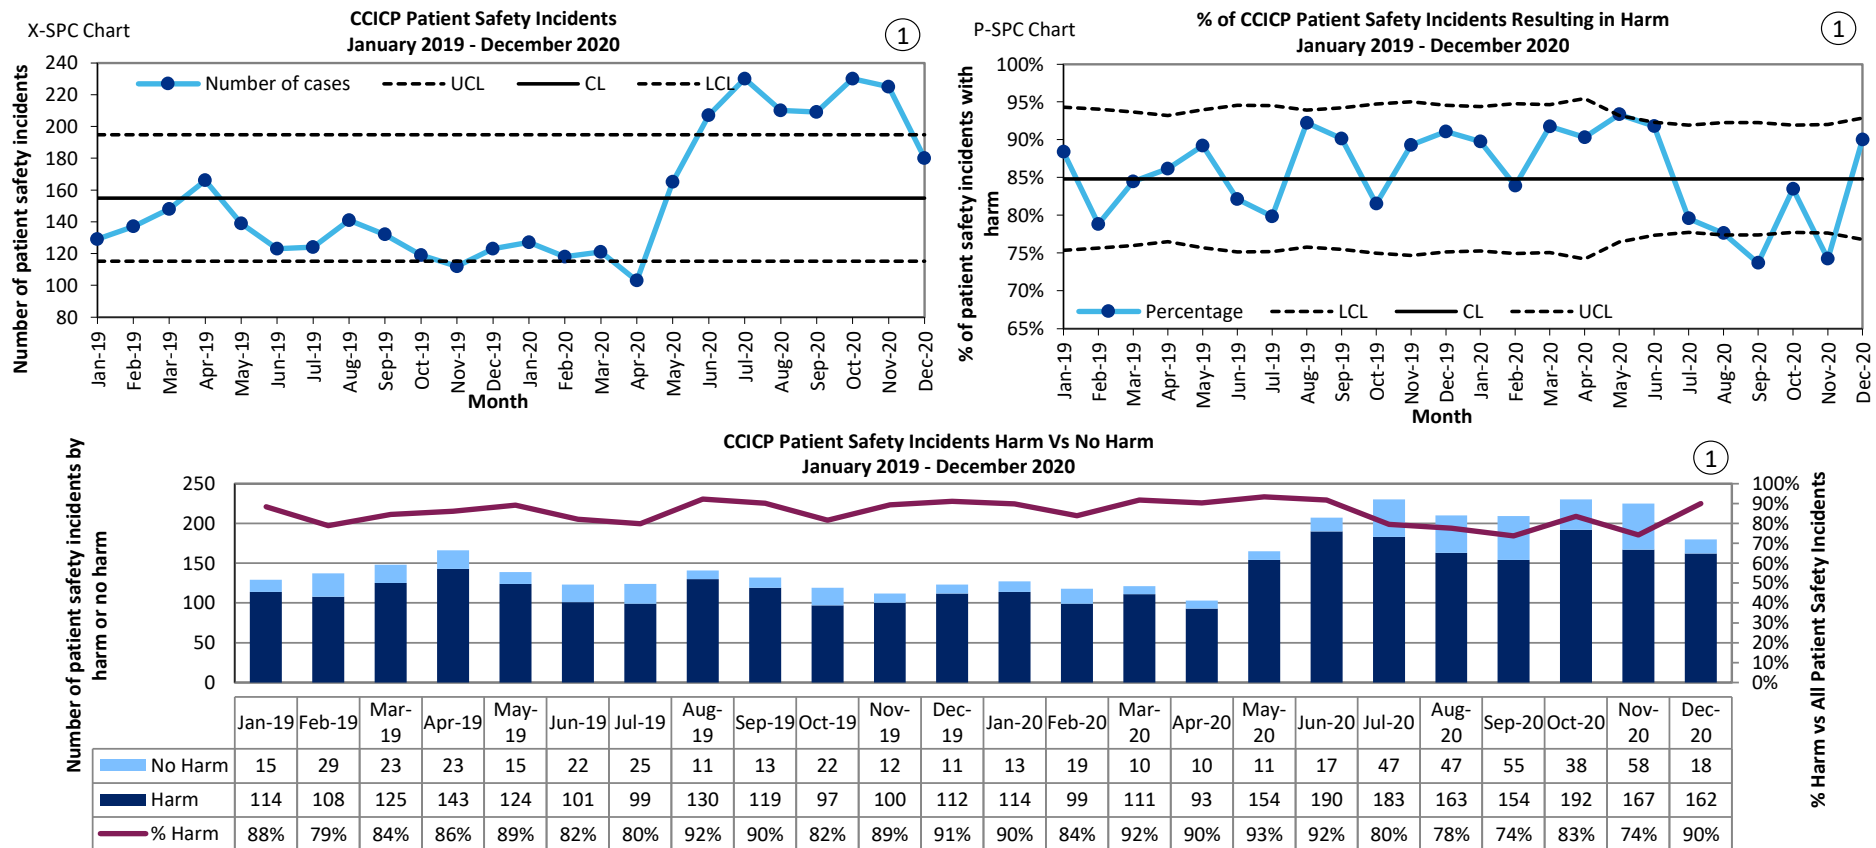 X-SPC Chart
CCICP Patient Safety Incidents
January 2019 - December 2020
1
Number of patient safety incidents
240
220
200
180
160
140
120
100
80
Number of cases UCL CL LCL
Jan-19 Feb-19 Mar-19 Apr-19 May-19 Jun-19 Jul-19 Aug-19 Sep-19 Oct-19 Nov-19 Dec-19 Jan-20 Feb-20 Mar-20 Apr-20 May-20 Jun-20 Jul-20 Aug-20 Sep-20 Oct-20 Nov-20 Dec-20
Month
P-SPC Chart
% of CCICP Patient Safety Incidents Resulting in Harm
January 2019 - December 2020
1
% of patient safety incidents with
harm
100%
95%
90%
85%
80%
75%
70%
65%
Percentage LCL CL UCL
Jan-19 Feb-19 Mar-19 Apr-19 May-19 Jun-19 Jul-19 Aug-19 Sep-19 Oct-19 Nov-19 Dec-19 Jan-20 Feb-20 Mar-20 Apr-20 May-20 Jun-20 Jul-20 Aug-20 Sep-20 Oct-20 Nov-20 Dec-20
Month
CCICP Patient Safety Incidents Harm Vs No Harm
January 2019 - December 2020
1
Number of patient safety incidents by
harm or no harm
250
200
150
100
50
0
100%
90%
80%
70%
60%
50%
40%
30%
20%
10%
0%
% Harm vs All Patient Safety Incidents
Jan-19 Feb-19 Mar-19 Apr-19 May-19 Jun-19 Jul-19 Aug-19 Sep-19 Oct-19 Nov-19 Dec-19 Jan-20 Feb-20 Mar-20 Apr-20 May-20 Jun-20 Jul-20 Aug-20 Sep-20 Oct-20 Nov-20 Dec-20
No Harm 15 29 23 23 15 22 25 11 13 22 12 11 13 19 10 10 11 17 47 47 55 38 58 18
Harm 114 108 125 143 124 101 99 130 119 97 100 112 114 99 111 93 154 190 183 163 154 192 167 162
% Harm 88% 79% 84% 86% 89% 82% 80% 92% 90% 82% 89% 91% 90% 84% 92% 90% 93% 92% 80% 78% 74% 83% 74% 90%